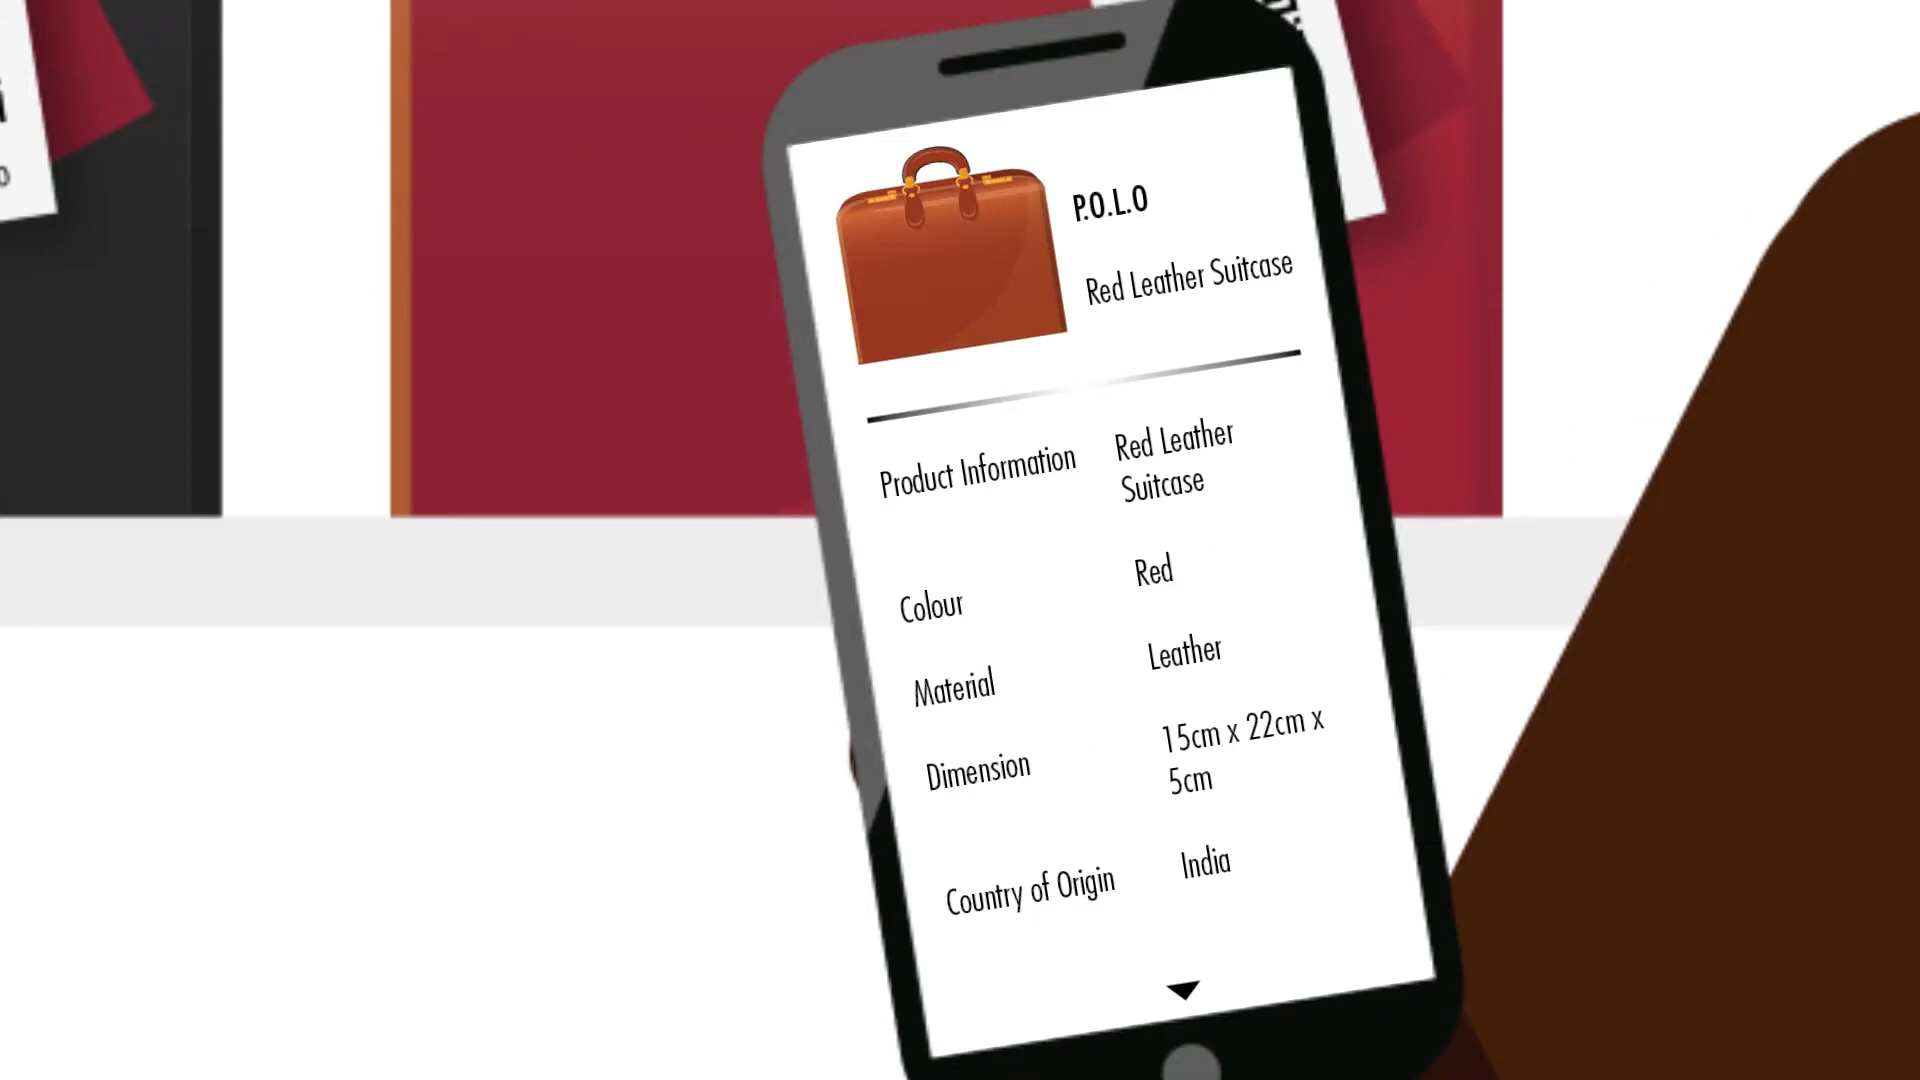 P.O.L.O
Red Leather Suitcase
Product Information
Red Leather
Suitcase
Colour
Red
Material
Leather
Dimension
15cm x 22cm x
5cm
Country of Origin
India